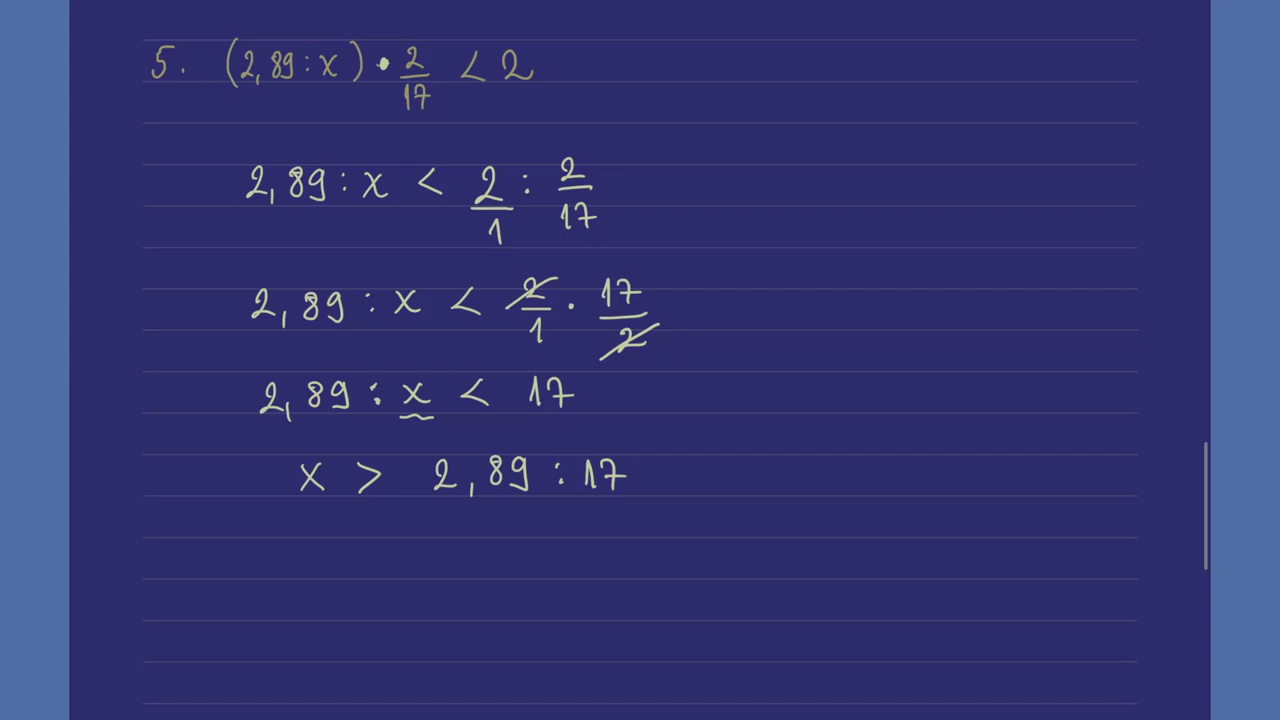 5. (2,89 : x) · 2/17 < 2
2,89 : x < 2/1 : 2/17
2,89 : x < 2/1 · 17/2
2,89 : x < 17
x > 2,89 : 17